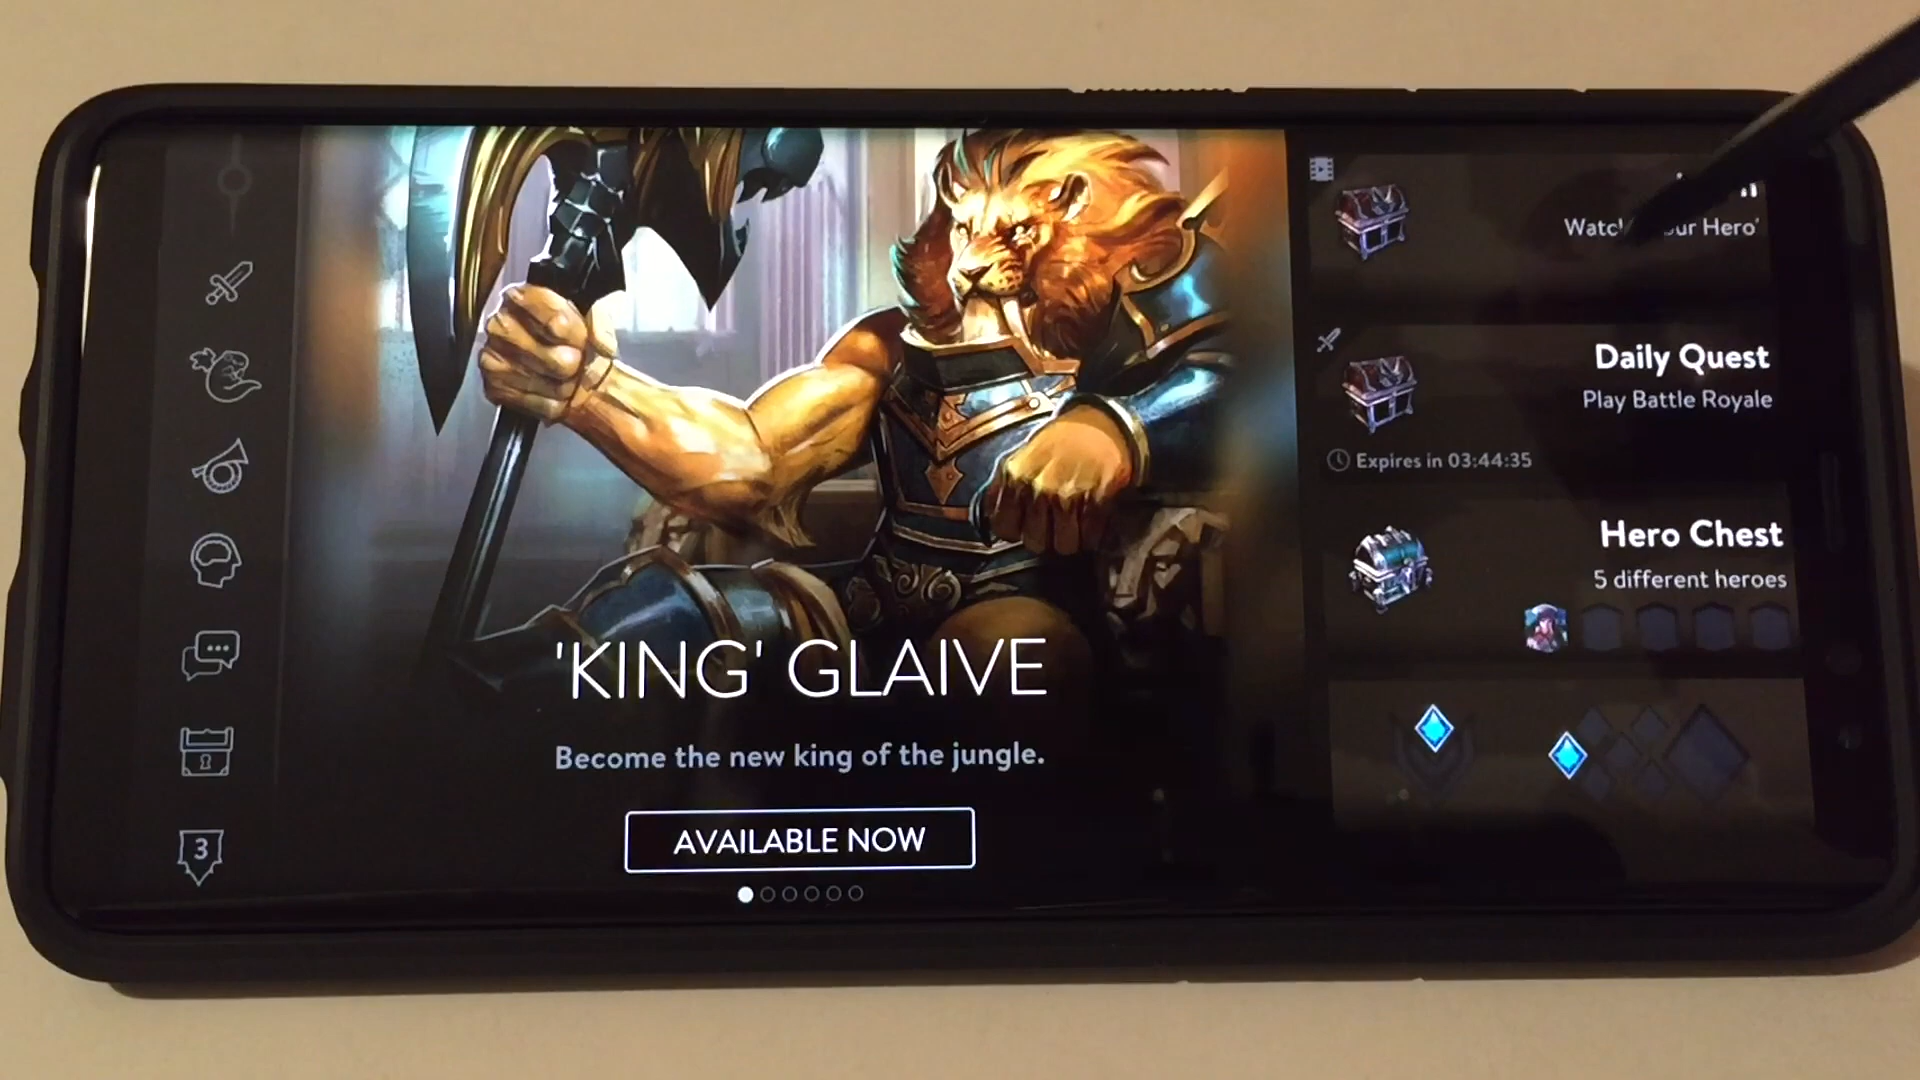 3
'KING' GLAIVE
Become the new king of the jungle.
AVAILABLE NOW
Hero'
Daily Quest
Play Battle Royale
Expires in 03:44:35
Hero Chest
5 different heroes